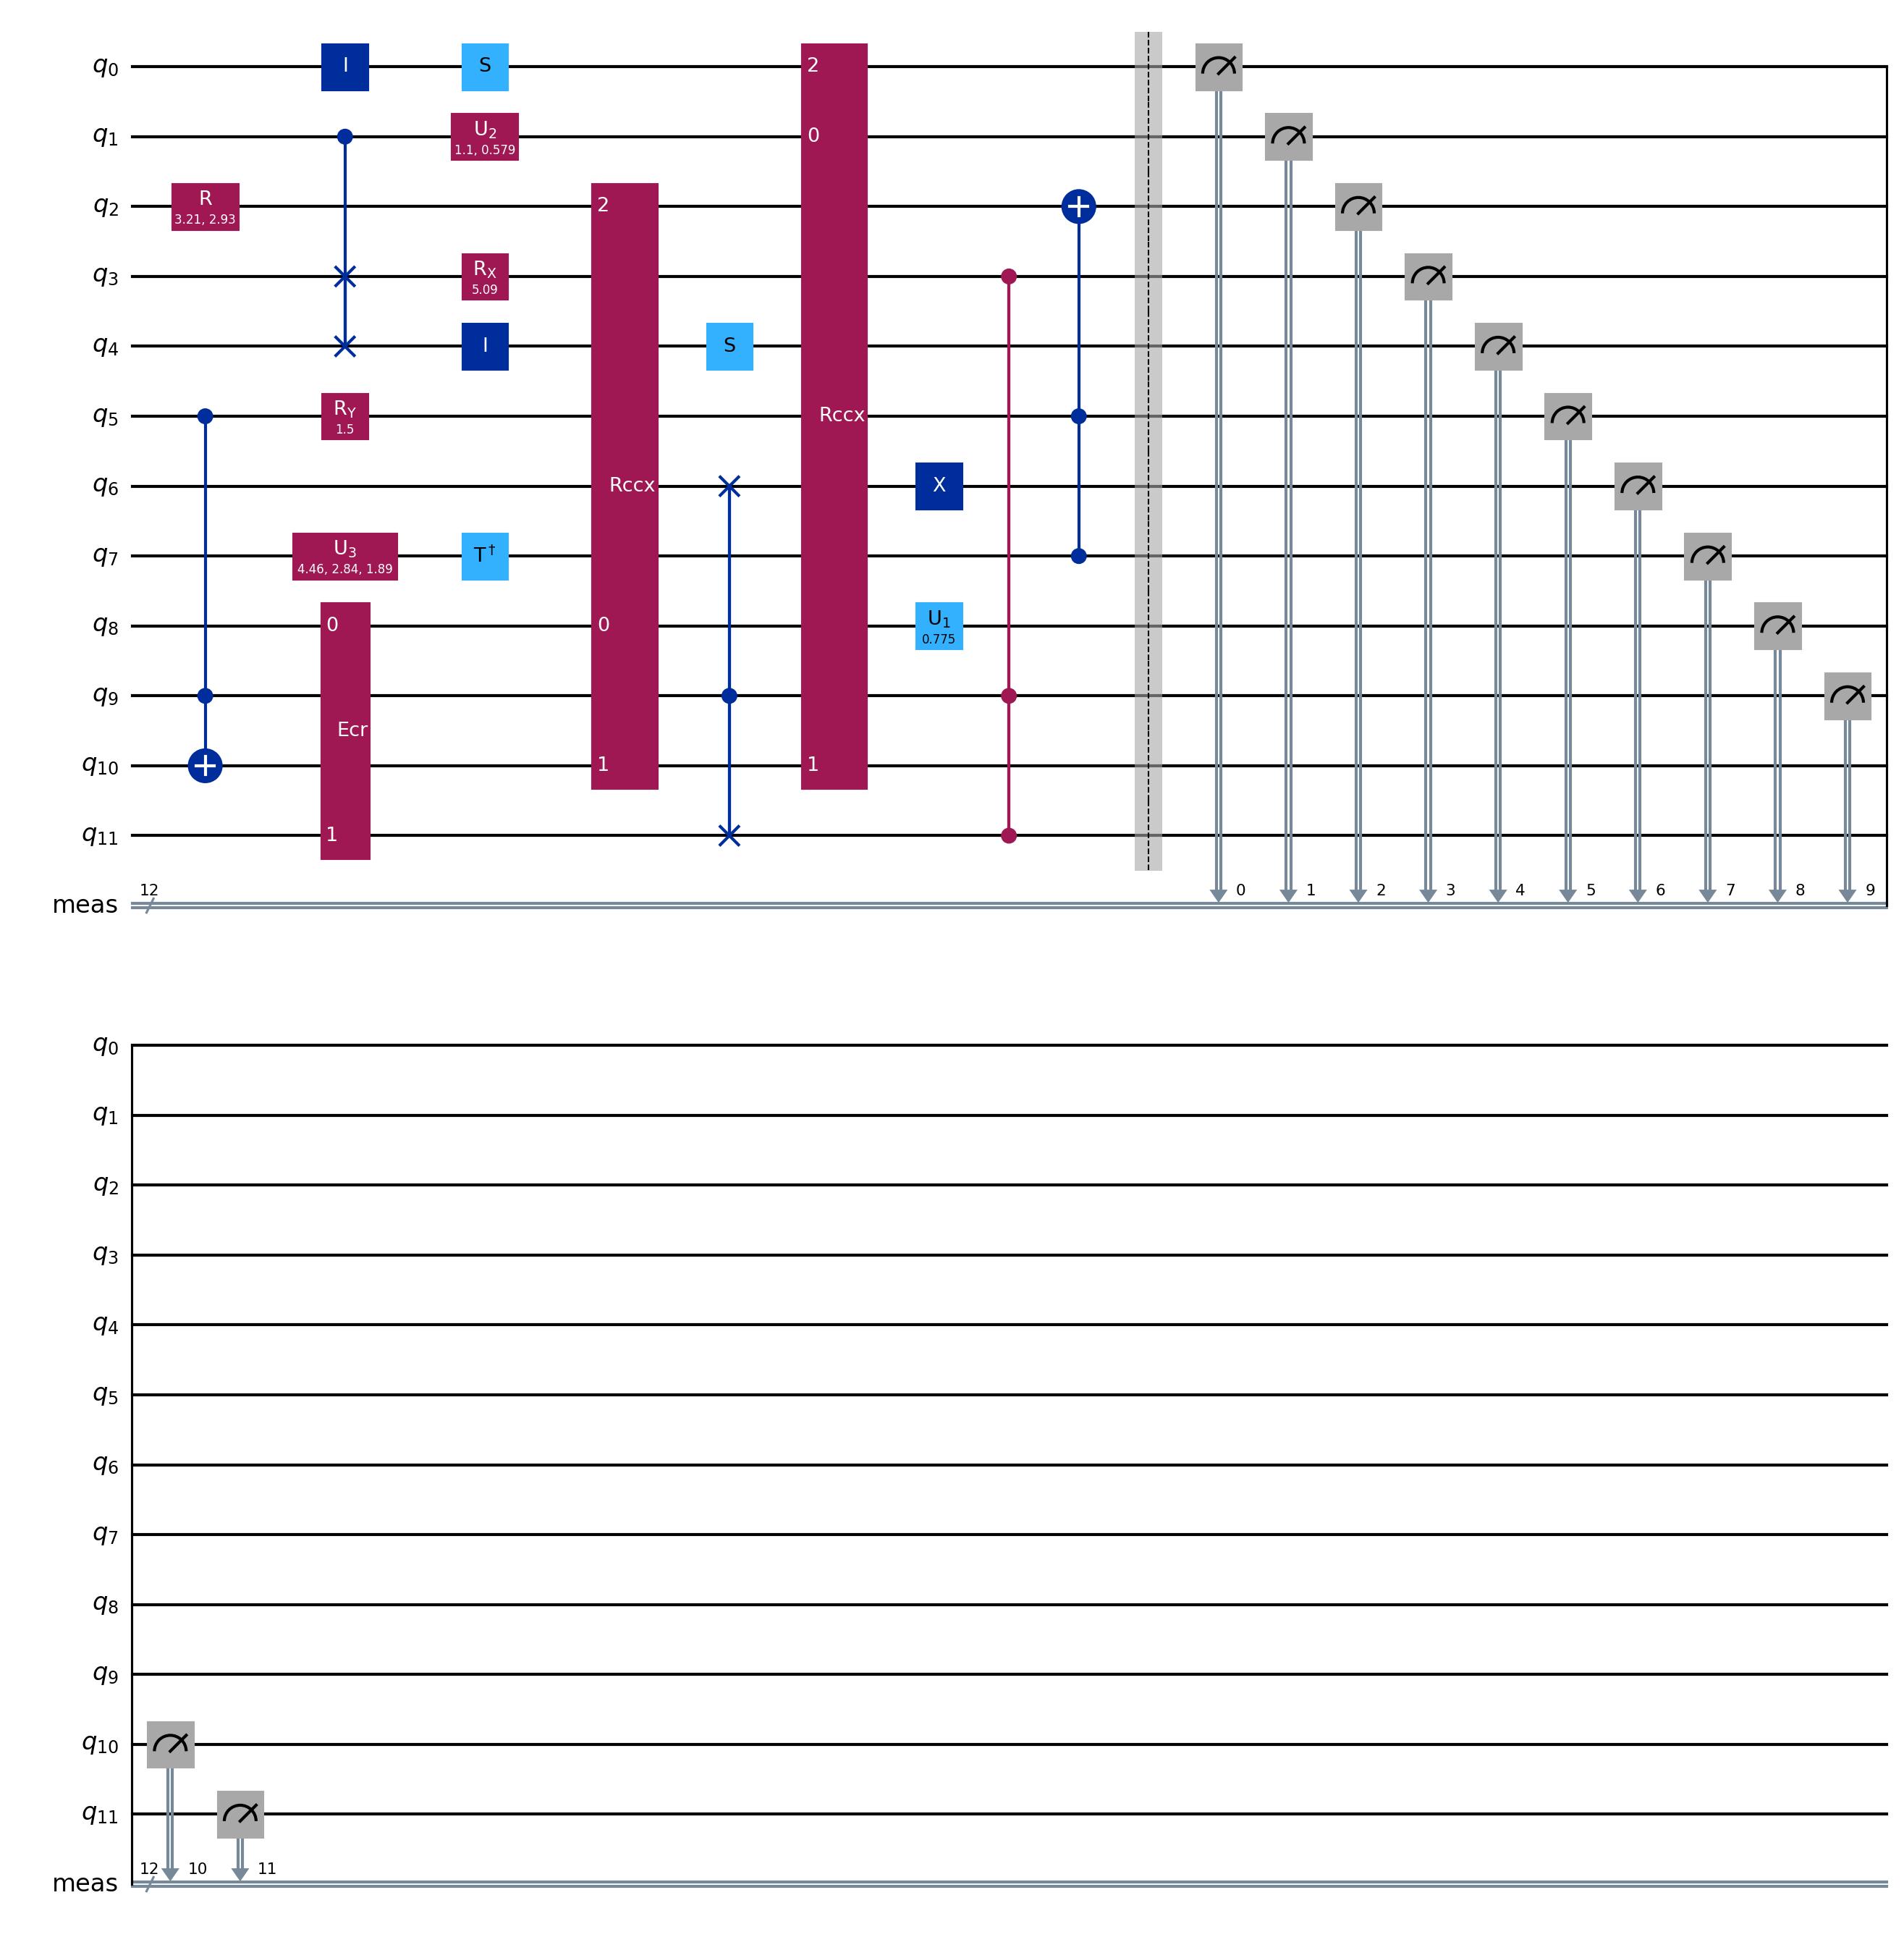 q0 I S 2
q1 U2 1.1, 0.579 0
q2 R 3.21, 2.93 2
q3 RX 5.09
q4 I S
q5 RY 1.5 Rccx
q6 Rccx X
q7 U3 4.46, 2.84, 1.89 T†
q8 0 0 U1 0.775
q9
Ecr
q10 1 1
q11 1
meas 12 0 1 2 3 4 5 6 7 8 9
q0
q1
q2
q3
q4
q5
q6
q7
q8
q9
q10
q11
meas 12 10 11